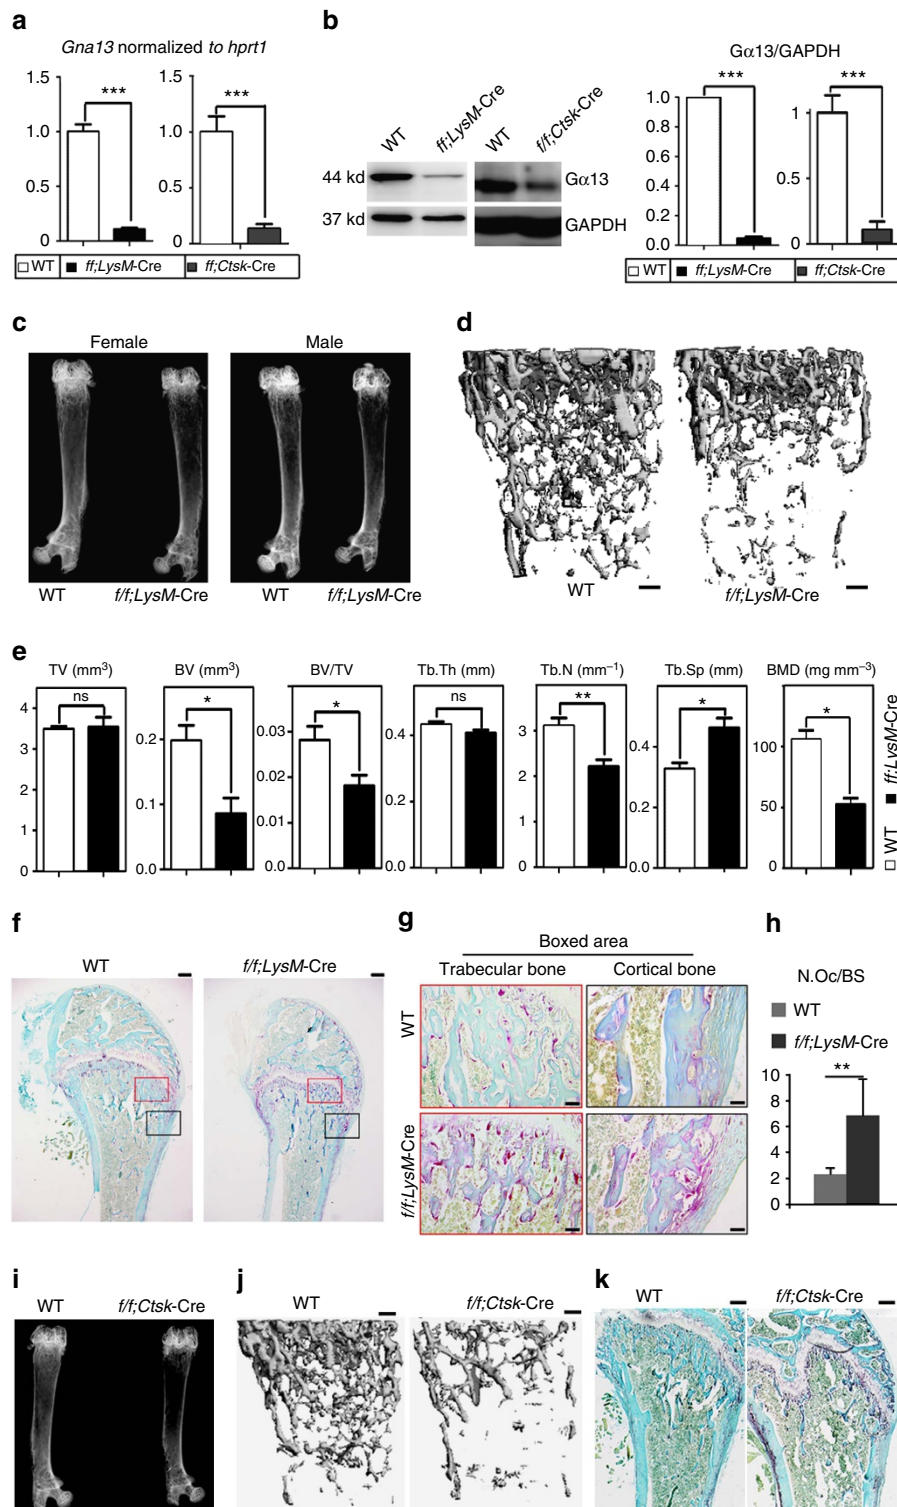 a
Gna13 normalized to hprt1
1.5
1.0
0.5
0
***
1.5
1.0
0.5
0
***
WT ff;LysM-Cre ff;Ctsk-Cre
b
WT ff;LysM-Cre WT f/f;Ctsk-Cre
44 kd
37 kd
Gα13
GAPDH
Gα13/GAPDH
1.0
0.8
0.6
0.4
0.2
0.0
***
1
0.5
0
***
WT ff;LysM-Cre ff;Ctsk-Cre
c
Female Male
WT f/f;LysM-Cre WT f/f;LysM-Cre
d
WT f/f;LysM-Cre
e
TV (mm³)
ns
4
3
2
1
0
BV (mm³)
*
0.2
0.1
0.0
BV/TV
*
0.03
0.02
0.01
0.0
Tb.Th (mm)
ns
0.4
0.2
0.0
Tb.N (mm⁻¹)
**
4
2
0
Tb.Sp (mm)
*
0.4
0.2
0.0
BMD (mg mm⁻³)
*
100
50
0
WT ff:LysM-Cre
f
WT f/f;LysM-Cre
g
Boxed area
Trabecular bone Cortical bone
WT
f/f;LysM-Cre
h
N.Oc/BS
WT
f/f;LysM-Cre
**
10
8
6
4
2
0
i
WT f/f;Ctsk-Cre
j
WT f/f;Ctsk-Cre
k
WT f/f;Ctsk-Cre